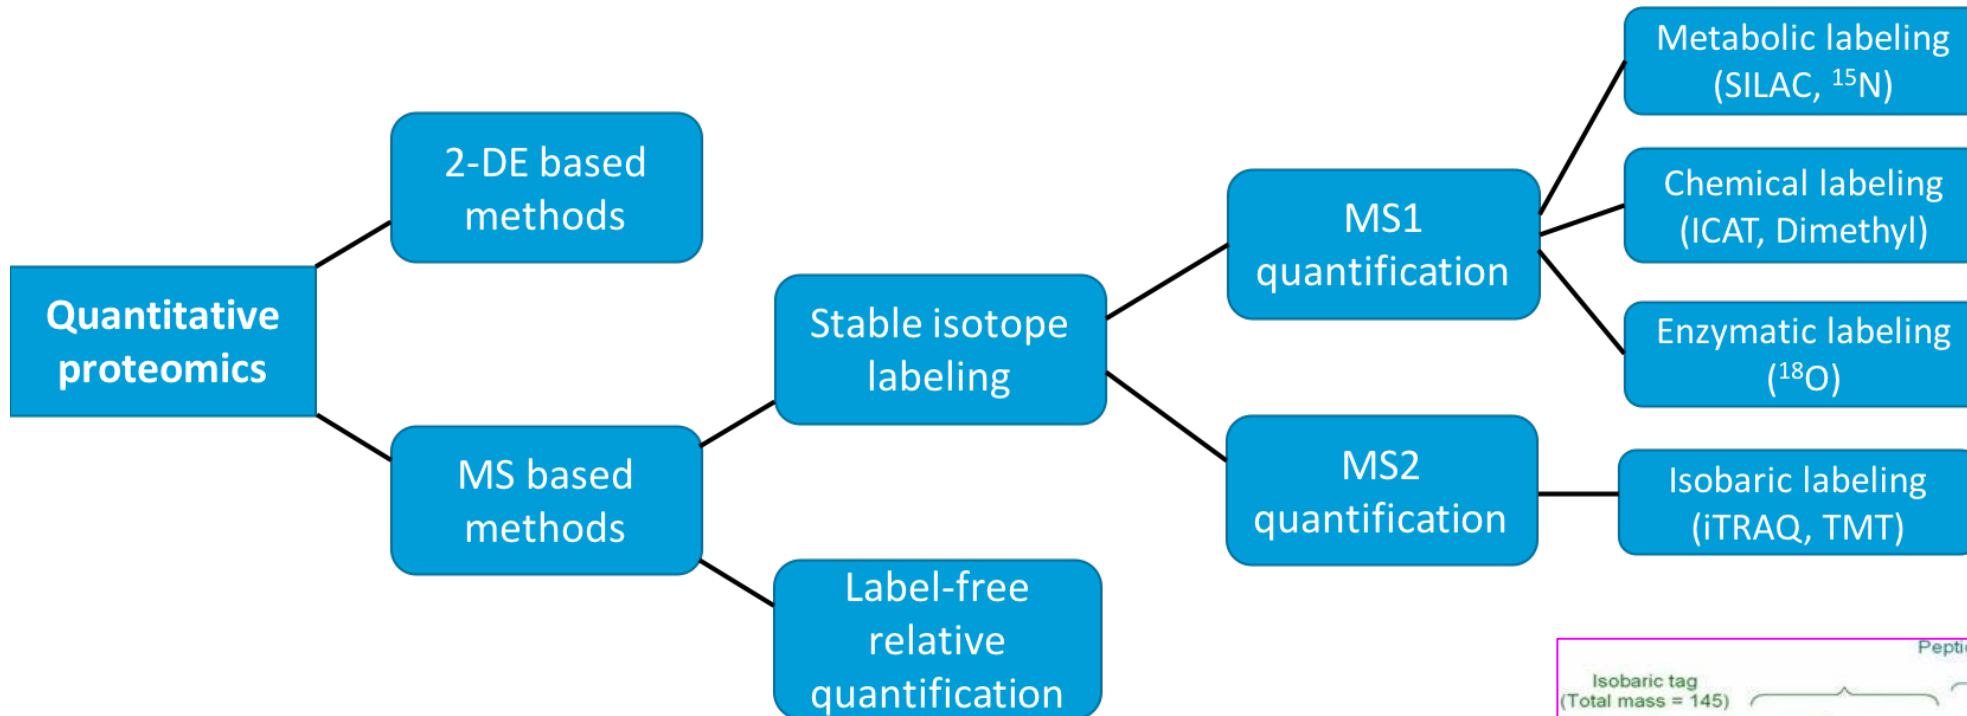 Quantitative
proteomics
2-DE based
methods
MS based
methods
Stable isotope
labeling
Label-free
relative
quantification
MS1
quantification
MS2
quantification
Metabolic labeling
(SILAC, ¹⁵N)
Chemical labeling
(ICAT, Dimethyl)
Enzymatic labeling
(¹⁸O)
Isobaric labeling
(iTRAQ, TMT)
Isobaric tag
(Total mass = 145)